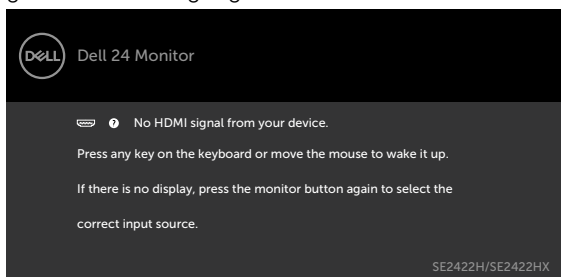 DELL
Dell 24 Monitor
? No HDMI signal from your device.
Press any key on the keyboard or move the mouse to wake it up.
If there is no display, press the monitor button again to select the
correct input source.
SE2422H/SE2422HX